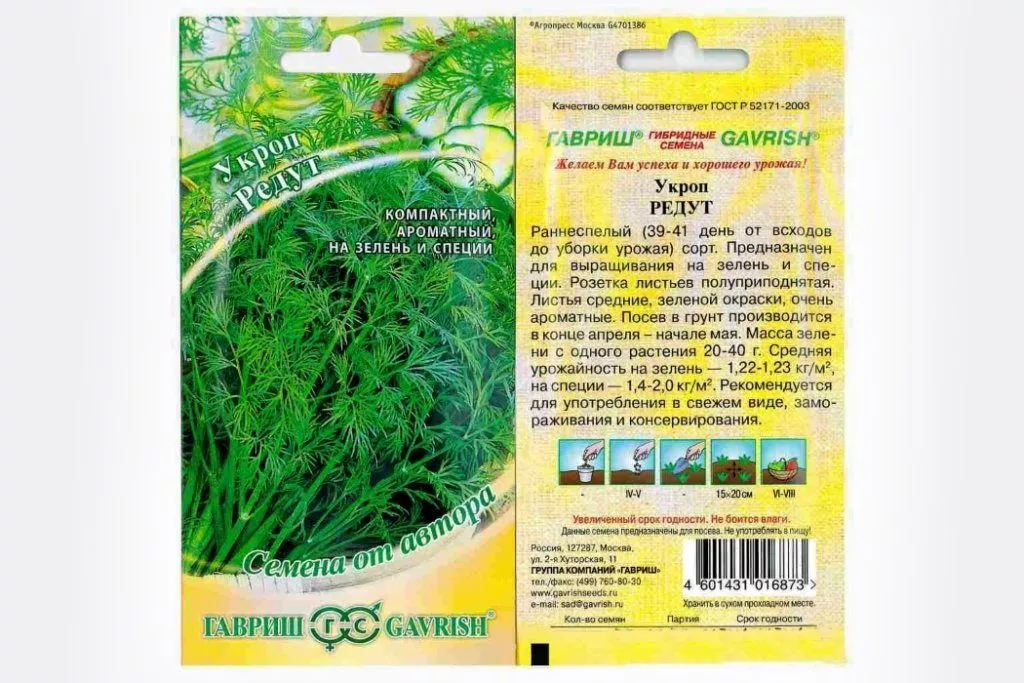 Укроп
Редут
КОМПАКТНЫЙ,
АРОМАТНЫЙ,
НА ЗЕЛЕНЬ И СПЕЦИИ
Семена от автора
ГАВРИШ ГС GAVRISH®
®Агропресс Москва G4701386
Качество семян соответствует ГОСТ Р 52171-2003
ГАВРИШ® ГИБРИДНЫЕ СЕМЕНА GAVRISH®
Желаем Вам успеха и хорошего урожая!
Укроп
РЕДУТ
Раннеспелый (39-41 день от всходов
до уборки урожая) сорт. Предназначен
для выращивания на зелень и спе-
ции. Розетка листьев полуприподнятая.
Листья средние, зеленой окраски, очень
ароматные. Посев в грунт производится
в конце апреля – начале мая. Масса зеле-
ни с одного растения 20-40 г. Средняя
урожайность на зелень — 1,22-1,23 кг/м²,
на специи — 1,4-2,0 кг/м². Рекомендуется
для употребления в свежем виде, замо-
раживания и консервирования.
- IV-V - 15×20 см VI-VIII
Увеличенный срок годности. Не боится влаги.
Данные семена предназначены для посева. Не употреблять в пищу!
Россия, 127287, Москва,
ул. 2-я Хуторская, 11
ГРУППА КОМПАНИЙ "ГАВРИШ"
тел./факс: (499) 760-80-30
www.gavrishseeds.ru
e-mail: sad@gavrish.ru
4 601431 016873 >
Хранить в сухом прохладном месте.
Кол-во семян Партия Срок годности